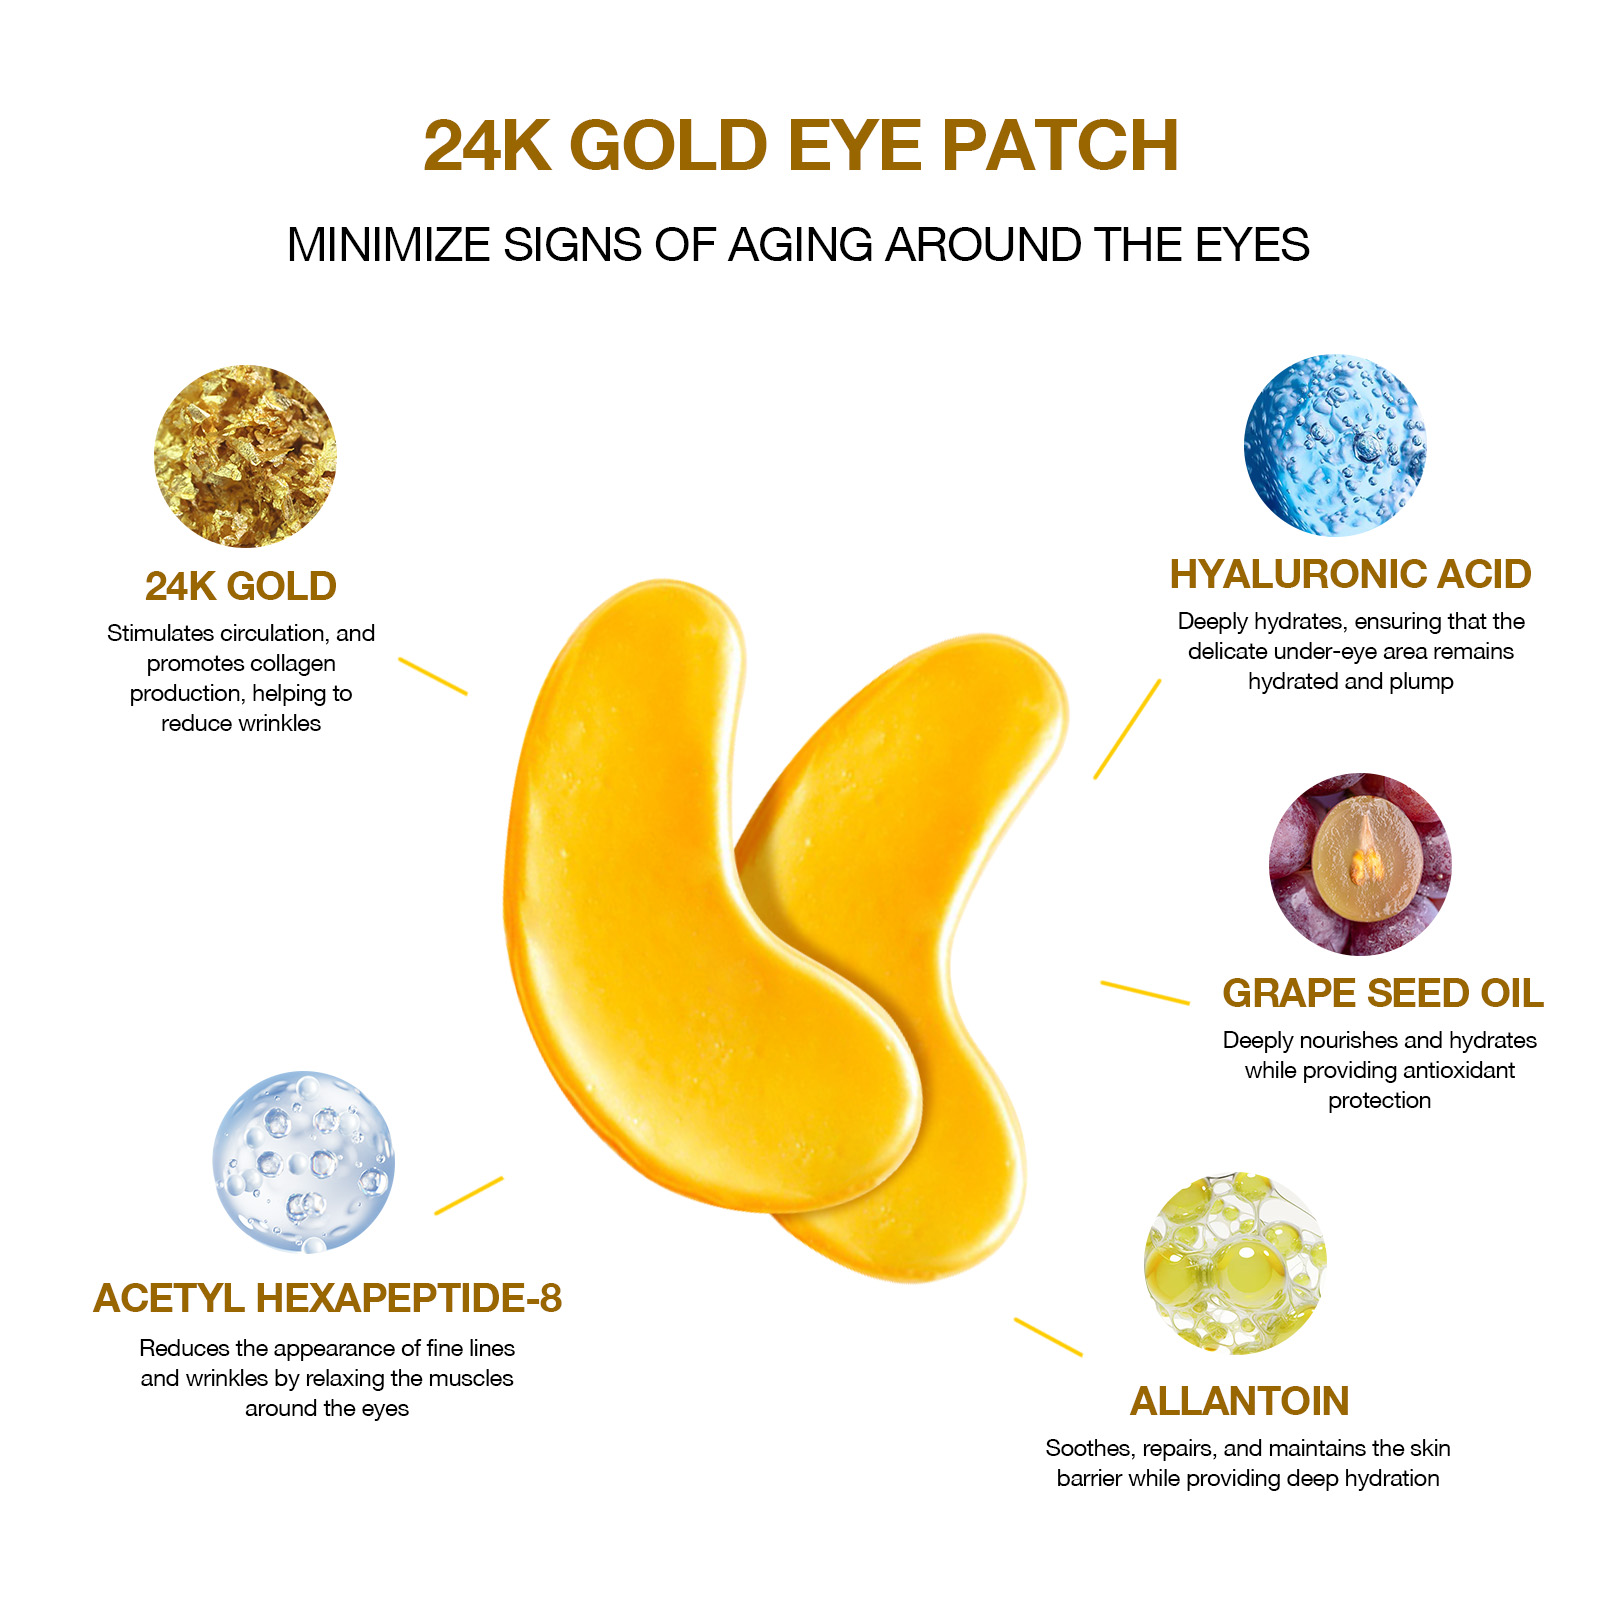 24K GOLD EYE PATCH
MINIMIZE SIGNS OF AGING AROUND THE EYES
24K GOLD
Stimulates circulation, and
promotes collagen
production, helping to
reduce wrinkles
HYALURONIC ACID
Deeply hydrates, ensuring that the
delicate under-eye area remains
hydrated and plump
GRAPE SEED OIL
Deeply nourishes and hydrates
while providing antioxidant
protection
ACETYL HEXAPEPTIDE-8
Reduces the appearance of fine lines
and wrinkles by relaxing the muscles
around the eyes
ALLANTOIN
Soothes, repairs, and maintains the skin
barrier while providing deep hydration